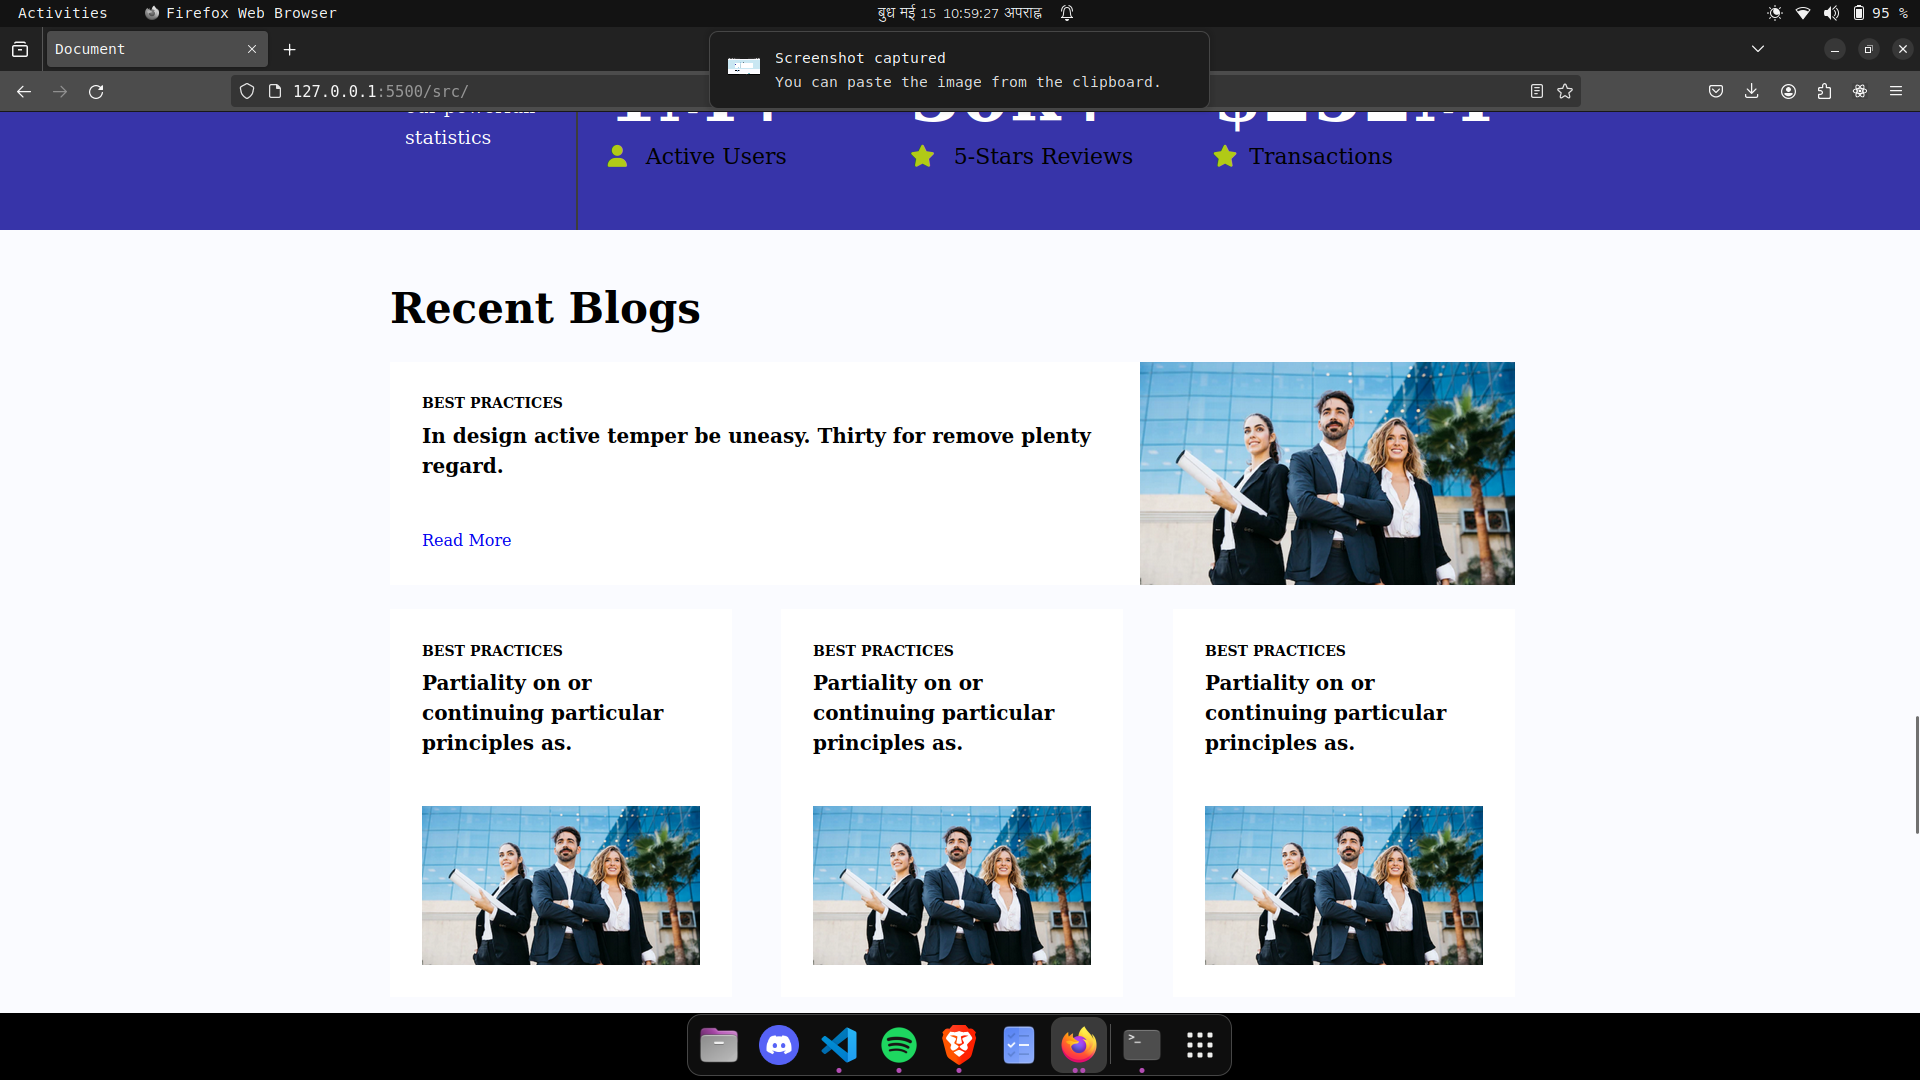 Activities
Firefox Web Browser
बुध मई 15 10:59:27 अपराह्न
95 %
Document
Screenshot captured
You can paste the image from the clipboard.
127.0.0.1:5500/src/
statistics
Active Users
5-Stars Reviews
Transactions
Recent Blogs
BEST PRACTICES
In design active temper be uneasy. Thirty for remove plenty
regard.
Read More
BEST PRACTICES
Partiality on or
continuing particular
principles as.
BEST PRACTICES
Partiality on or
continuing particular
principles as.
BEST PRACTICES
Partiality on or
continuing particular
principles as.